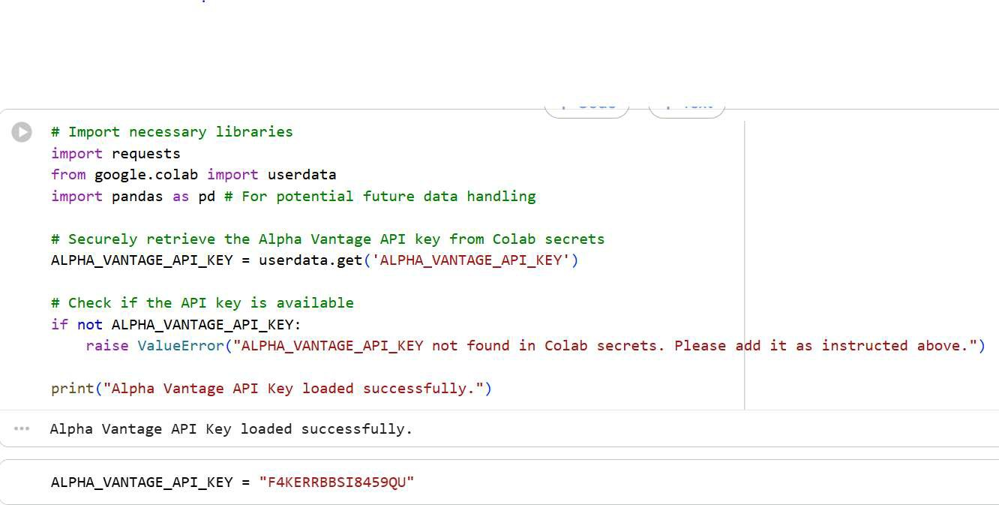 # Import necessary libraries
import requests
from google.colab import userdata
import pandas as pd # For potential future data handling
# Securely retrieve the Alpha Vantage API key from Colab secrets
ALPHA_VANTAGE_API_KEY = userdata.get('ALPHA_VANTAGE_API_KEY')
# Check if the API key is available
if not ALPHA_VANTAGE_API_KEY:
    raise ValueError("ALPHA_VANTAGE_API_KEY not found in Colab secrets. Please add it as instructed above.")
print("Alpha Vantage API Key loaded successfully.")
Alpha Vantage API Key loaded successfully.
ALPHA_VANTAGE_API_KEY = "F4KERRBBSI8459QU"